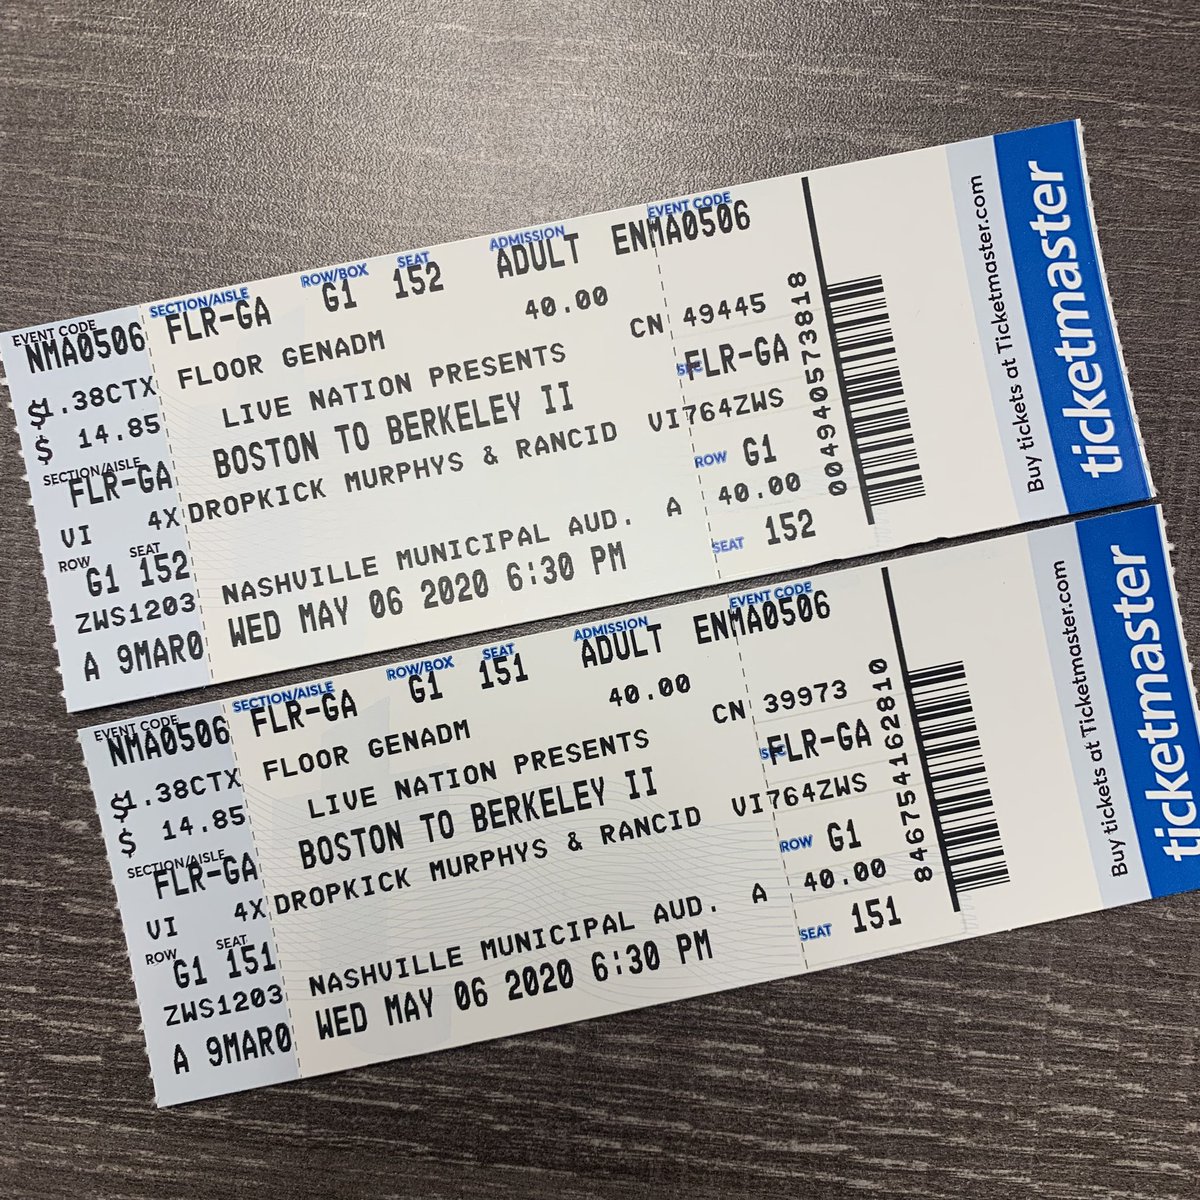 EVENT CODE
NMA0506
$1.38CTX
$ 14.85
SECTION/AISLE
FLR-GA
VI 4X
ROW SEAT
G1 152
ZWS1203
A 9MAR0
SECTION/AISLE ROW/BOX SEAT ADMISSION EVENT CODE
FLR-GA G1 152 ADULT ENMA0506
FLOOR GENADM 40.00
LIVE NATION PRESENTS
BOSTON TO BERKELEY II
DROPKICK MURPHYS & RANCID
NASHVILLE MUNICIPAL AUD. A
WED MAY 06 2020 6:30 PM
CN 49445
SEC FLR-GA
VI764ZWS
ROW G1
40.00
SEAT 152
004940573818
Buy tickets at Ticketmaster.com
ticketmaster
EVENT CODE
NMA0506
$1.38CTX
$ 14.85
SECTION/AISLE
FLR-GA
VI 4X
ROW SEAT
G1 151
ZWS1203
A 9MAR0
SECTION/AISLE ROW/BOX SEAT ADMISSION EVENT CODE
FLR-GA G1 151 ADULT ENMA0506
FLOOR GENADM 40.00
LIVE NATION PRESENTS
BOSTON TO BERKELEY II
DROPKICK MURPHYS & RANCID
NASHVILLE MUNICIPAL AUD. A
WED MAY 06 2020 6:30 PM
CN 39973
SEC FLR-GA
VI764ZWS
ROW G1
40.00
SEAT 151
846754162810
Buy tickets at Ticketmaster.com
ticketmaster